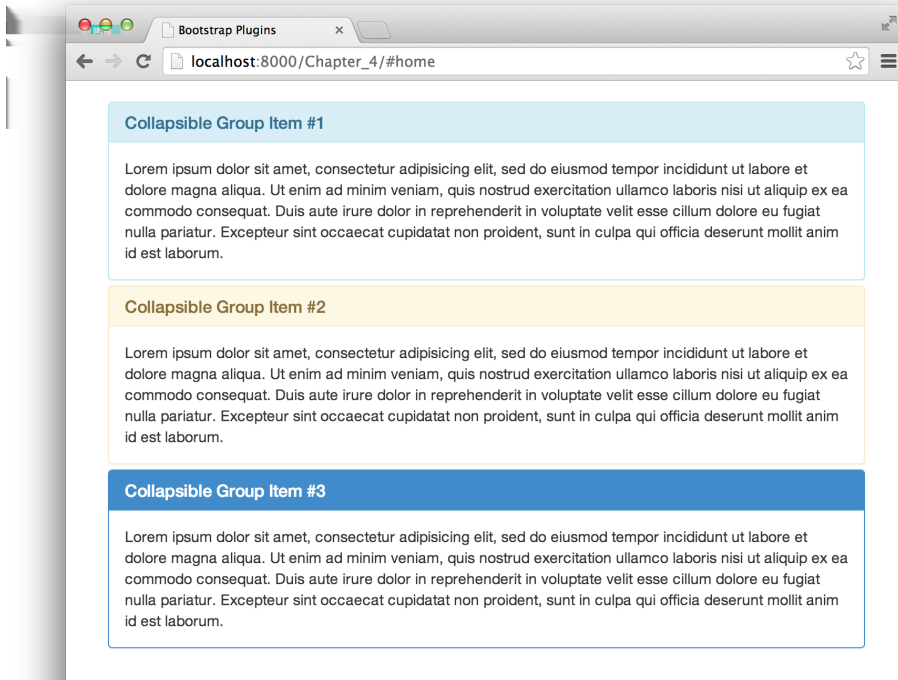 Bootstrap Plugins
localhost:8000/Chapter_4/#home
Collapsible Group Item #1
Lorem ipsum dolor sit amet, consectetur adipisicing elit, sed do eiusmod tempor incididunt ut labore et
dolore magna aliqua. Ut enim ad minim veniam, quis nostrud exercitation ullamco laboris nisi ut aliquip ex ea
commodo consequat. Duis aute irure dolor in reprehenderit in voluptate velit esse cillum dolore eu fugiat
nulla pariatur. Excepteur sint occaecat cupidatat non proident, sunt in culpa qui officia deserunt mollit anim
id est laborum.
Collapsible Group Item #2
Lorem ipsum dolor sit amet, consectetur adipisicing elit, sed do eiusmod tempor incididunt ut labore et
dolore magna aliqua. Ut enim ad minim veniam, quis nostrud exercitation ullamco laboris nisi ut aliquip ex ea
commodo consequat. Duis aute irure dolor in reprehenderit in voluptate velit esse cillum dolore eu fugiat
nulla pariatur. Excepteur sint occaecat cupidatat non proident, sunt in culpa qui officia deserunt mollit anim
id est laborum.
Collapsible Group Item #3
Lorem ipsum dolor sit amet, consectetur adipisicing elit, sed do eiusmod tempor incididunt ut labore et
dolore magna aliqua. Ut enim ad minim veniam, quis nostrud exercitation ullamco laboris nisi ut aliquip ex ea
commodo consequat. Duis aute irure dolor in reprehenderit in voluptate velit esse cillum dolore eu fugiat
nulla pariatur. Excepteur sint occaecat cupidatat non proident, sunt in culpa qui officia deserunt mollit anim
id est laborum.